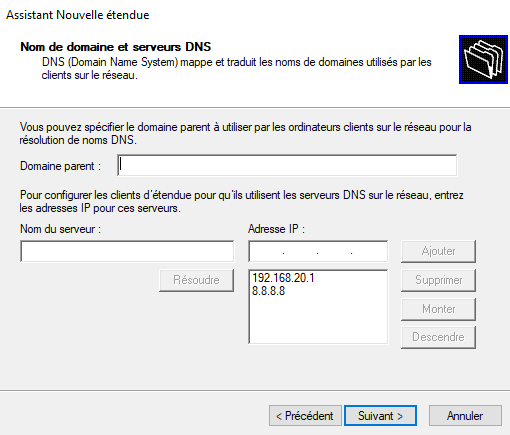 Assistant Nouvelle étendue
Nom de domaine et serveurs DNS
DNS (Domain Name System) mappe et traduit les noms de domaines utilisés par les
clients sur le réseau.
Vous pouvez spécifier le domaine parent à utiliser par les ordinateurs clients sur le réseau pour la
résolution de noms DNS.
Domaine parent :
Pour configurer les clients d'étendue pour qu'ils utilisent les serveurs DNS sur le réseau, entrez
les adresses IP pour ces serveurs.
Nom du serveur :
Adresse IP :
. . .
Ajouter
Résoudre
192.168.20.1
8.8.8.8
Supprimer
Monter
Descendre
< Précédent
Suivant >
Annuler